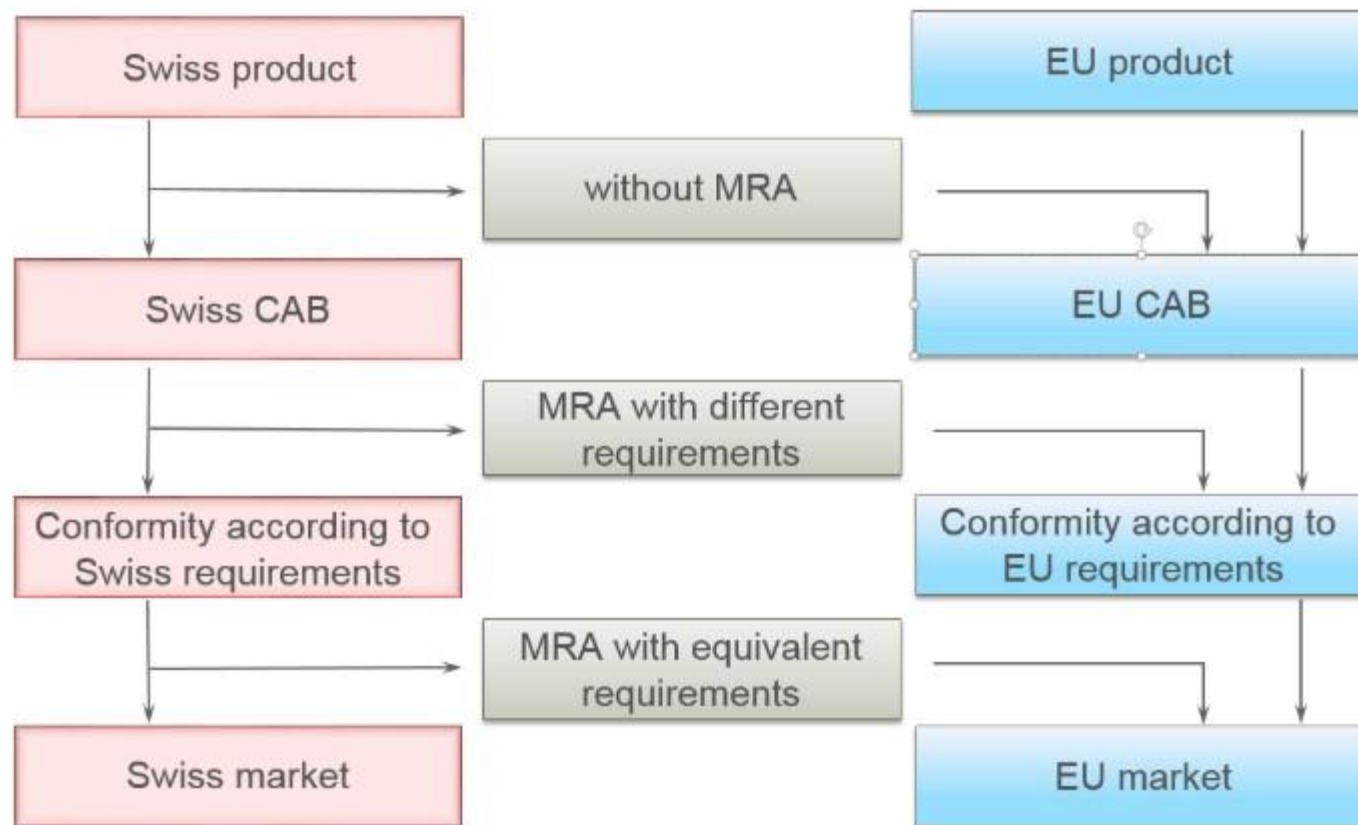 Swiss product
EU product
without MRA
Swiss CAB
EU CAB
MRA with different
requirements
Conformity according to
Swiss requirements
Conformity according to
EU requirements
MRA with equivalent
requirements
Swiss market
EU market